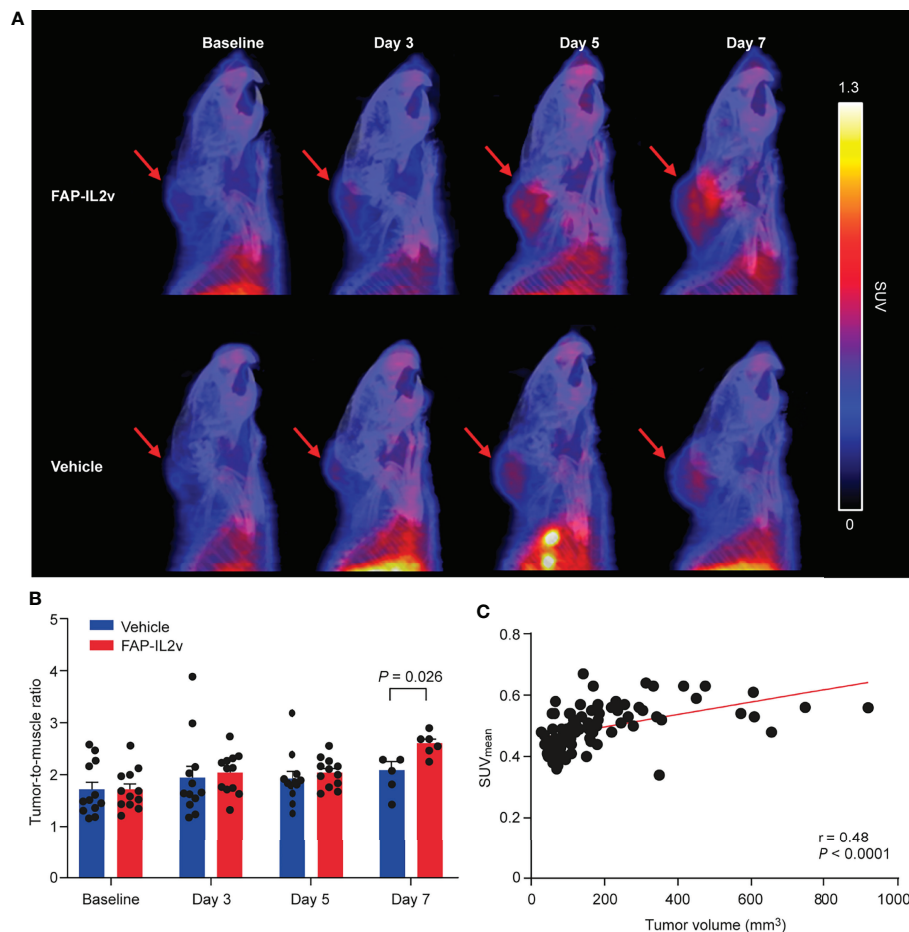 A
Baseline Day 3 Day 5 Day 7
1.3
FAP-IL2v
SUV
Vehicle
0
B
Vehicle
FAP-IL2v
P = 0.026
Tumor-to-muscle ratio
5
4
3
2
1
0
Baseline Day 3 Day 5 Day 7
C
SUVmean
0.8
0.6
0.4
0.2
0
r = 0.48
P < 0.0001
0 200 400 600 800 1000
Tumor volume (mm³)